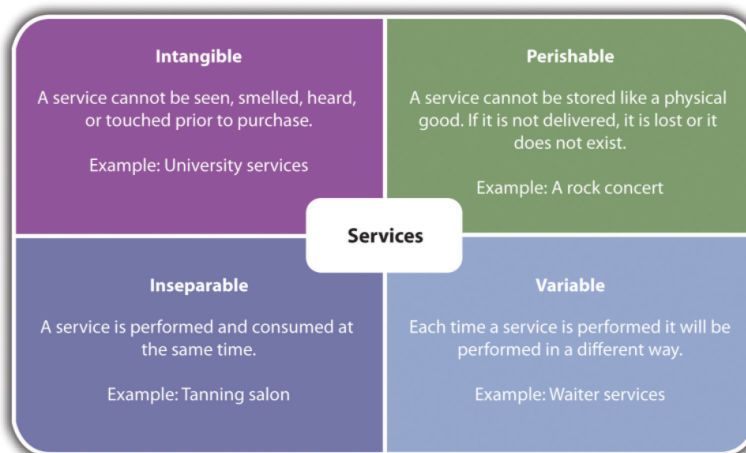 Intangible
A service cannot be seen, smelled, heard,
or touched prior to purchase.
Example: University services
Perishable
A service cannot be stored like a physical
good. If it is not delivered, it is lost or it
does not exist.
Example: A rock concert
Services
Inseparable
A service is performed and consumed at
the same time.
Example: Tanning salon
Variable
Each time a service is performed it will be
performed in a different way.
Example: Waiter services